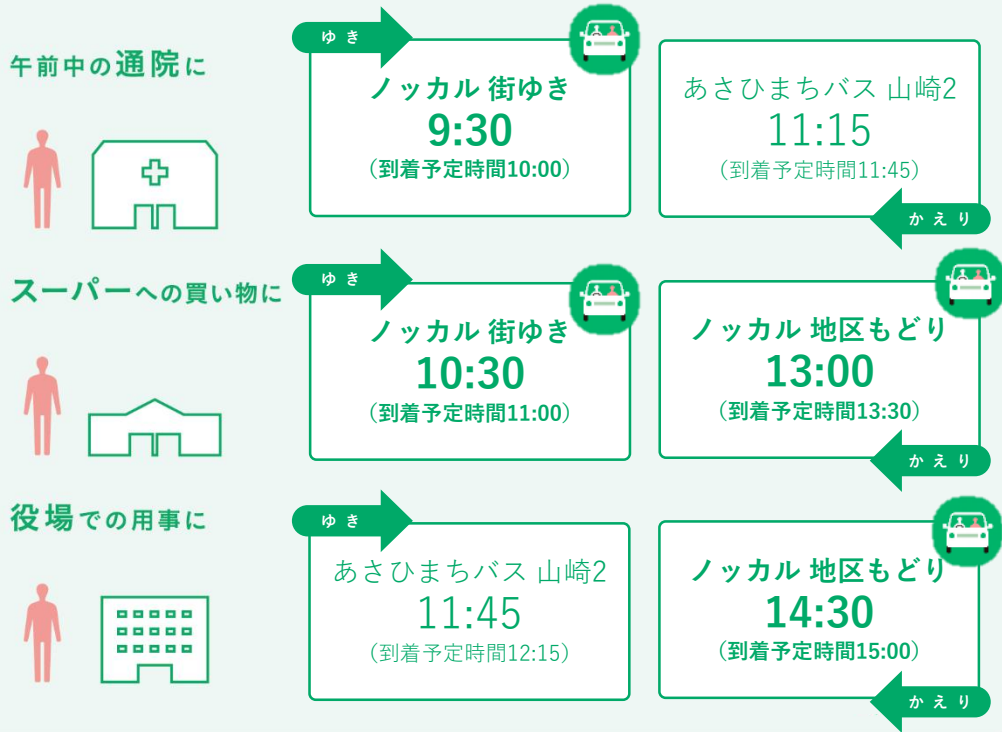 午前中の通院に
ゆき
ノッカル 街ゆき
9:30
（到着予定時間10:00）
あさひまちバス 山崎2
11:15
（到着予定時間11:45）
かえり
スーパーへの買い物に
ゆき
ノッカル 街ゆき
10:30
（到着予定時間11:00）
ノッカル 地区もどり
13:00
（到着予定時間13:30）
かえり
役場での用事に
ゆき
あさひまちバス 山崎2
11:45
（到着予定時間12:15）
ノッカル 地区もどり
14:30
（到着予定時間15:00）
かえり